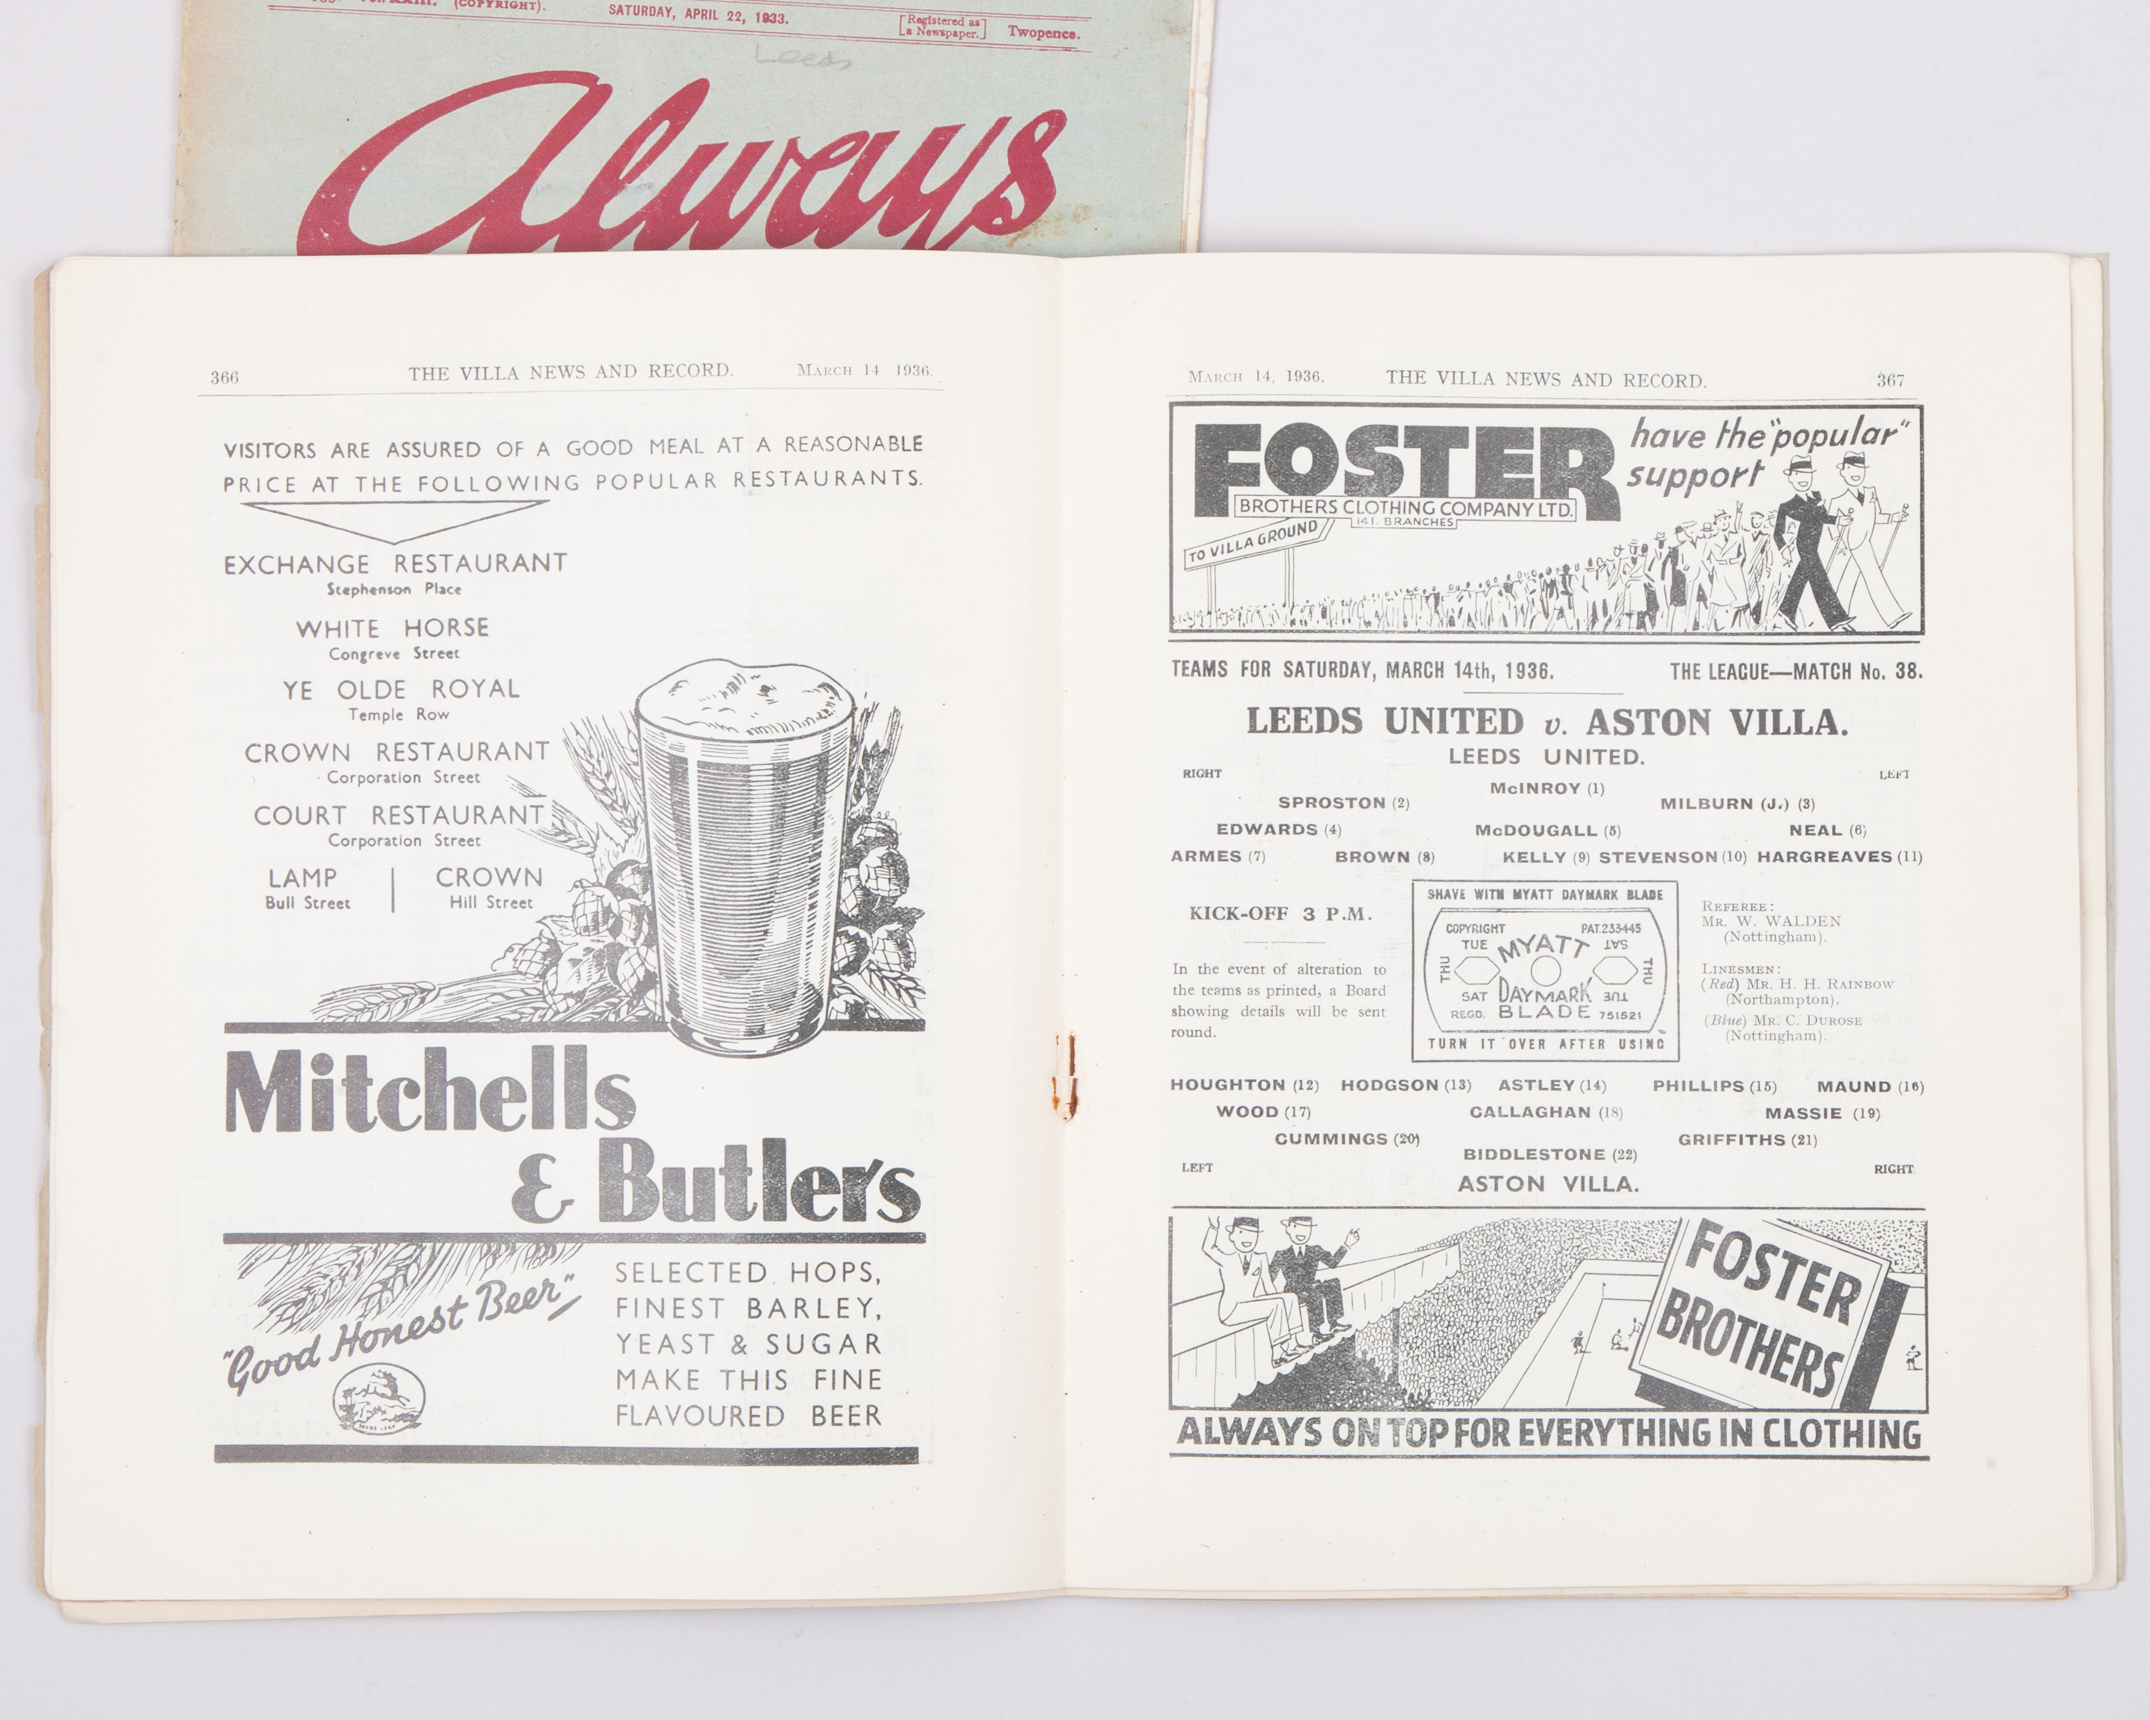 (COPYRIGHT).
SATURDAY, APRIL 22, 1933.
[Registered as a Newspaper.]
Twopence.
Leeds
Always
366 THE VILLA NEWS AND RECORD. MARCH 14 1936.
VISITORS ARE ASSURED OF A GOOD MEAL AT A REASONABLE
PRICE AT THE FOLLOWING POPULAR RESTAURANTS.
EXCHANGE RESTAURANT
Stephenson Place
WHITE HORSE
Congreve Street
YE OLDE ROYAL
Temple Row
CROWN RESTAURANT
Corporation Street
COURT RESTAURANT
Corporation Street
LAMP | CROWN
Bull Street Hill Street
Mitchells
& Butlers
"Good Honest Beer"
SELECTED HOPS,
FINEST BARLEY,
YEAST & SUGAR
MAKE THIS FINE
FLAVOURED BEER
MARCH 14, 1936. THE VILLA NEWS AND RECORD. 367
FOSTER
BROTHERS CLOTHING COMPANY LTD.
141. BRANCHES
have the "popular"
support
TO VILLA GROUND
TEAMS FOR SATURDAY, MARCH 14th, 1936. THE LEAGUE—MATCH No. 38.
LEEDS UNITED v. ASTON VILLA.
LEEDS UNITED.
RIGHT LEFT
McINROY (1)
SPROSTON (2) MILBURN (J.) (3)
EDWARDS (4) McDOUGALL (5) NEAL (6)
ARMES (7) BROWN (8) KELLY (9) STEVENSON (10) HARGREAVES (11)
KICK-OFF 3 P.M.
In the event of alteration to
the teams as printed, a Board
showing details will be sent
round.
SHAVE WITH MYATT DAYMARK BLADE
COPYRIGHT PAT.233445
TUE MYATT SAT
THU THU
SAT DAYMARK TUE
REGD. BLADE 751521
TURN IT OVER AFTER USING
REFEREE:
MR. W. WALDEN
(Nottingham).
LINESMEN:
(Red) MR. H. H. RAINBOW
(Northampton).
(Blue) MR. C. DUROSE
(Nottingham).
HOUGHTON (12) HODGSON (13) ASTLEY (14) PHILLIPS (15) MAUND (16)
WOOD (17) CALLAGHAN (18) MASSIE (19)
CUMMINGS (20) GRIFFITHS (21)
BIDDLESTONE (22)
LEFT RIGHT
ASTON VILLA.
FOSTER
BROTHERS
ALWAYS ON TOP FOR EVERYTHING IN CLOTHING